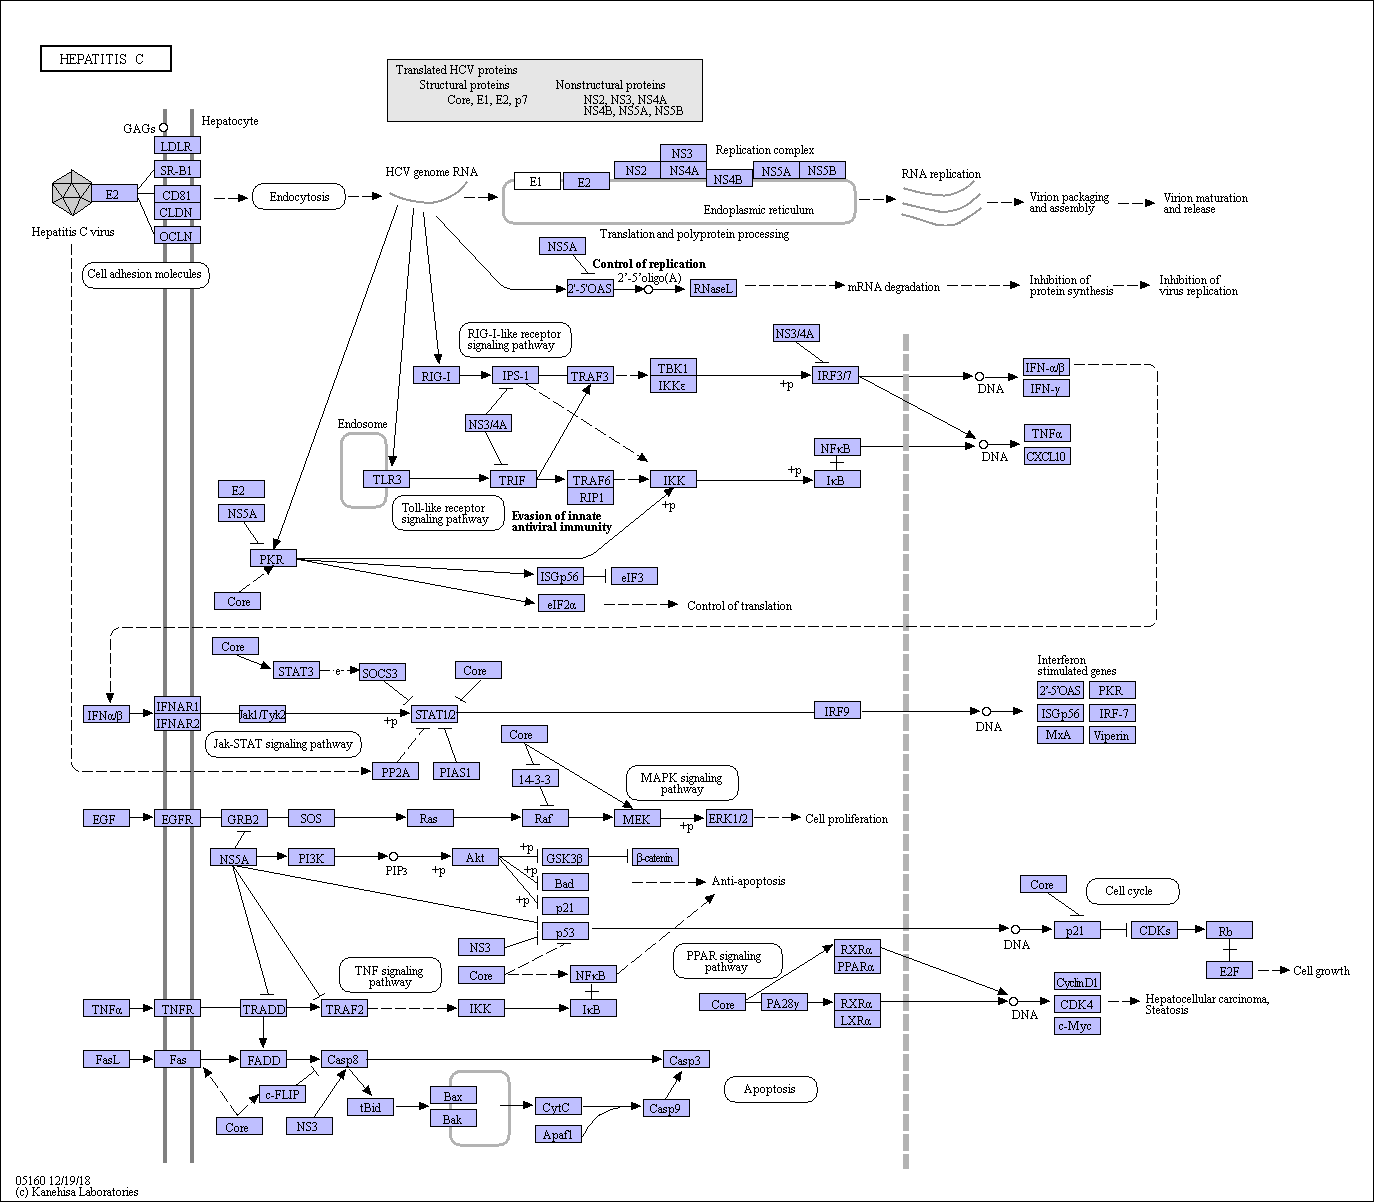 HEPATITIS C
Translated HCV proteins
Structural proteins
Nonstructural proteins
Core, E1, E2, p7
NS2, NS3, NS4A
NS4B, NS5A, NS5B
GAGs
Hepatocyte
LDLR
SR-B1
E2
CD81
CLDN
OCLN
Hepatitis C virus
Cell adhesion molecules
Endocytosis
HCV genome RNA
E1
E2
NS2
NS3
NS4A
NS4B
NS5A
NS5B
Replication complex
Endoplasmic reticulum
Translation and polyprotein processing
RNA replication
Virion packaging
and assembly
Virion maturation
and release
NS5A
Control of replication
2'-5'OAS
2'-5'oligo(A)
RNaseL
mRNA degradation
Inhibition of
protein synthesis
Inhibition of
virus replication
RIG-I-like receptor
signaling pathway
NS3/4A
RIG-I
IPS-1
TRAF3
TBK1
IKKε
+p
IRF3/7
DNA
IFN-α/β
IFN-γ
NS3/4A
Endosome
TLR3
TRIF
TRAF6
RIP1
IKK
+p
+p
NFκB
IκB
DNA
TNFα
CXCL10
Toll-like receptor
signaling pathway
Evasion of innate
antiviral immunity
E2
NS5A
PKR
Core
ISGp56
eIF3
eIF2α
Control of translation
Core
STAT3
e
SOCS3
Core
IFNα/β
IFNAR1
IFNAR2
Jak1/Tyk2
+p
STAT1/2
IRF9
DNA
Interferon
stimulated genes
2'-5'OAS
PKR
ISGp56
IRF-7
MxA
Viperin
Jak-STAT signaling pathway
PP2A
PIAS1
Core
14-3-3
MAPK signaling
pathway
EGF
EGFR
GRB2
SOS
Ras
Raf
MEK
+p
ERK1/2
Cell proliferation
NS5A
PI3K
PIP3
+p
Akt
+p
+p
+p
GSK3β
β-catenin
Bad
p21
p53
Anti-apoptosis
NS3
Core
NFκB
Core
Cell cycle
DNA
p21
CDKs
Rb
E2F
Cell growth
TNF signaling
pathway
PPAR signaling
pathway
RXRα
PPARα
TNFα
TNFR
TRADD
TRAF2
IKK
IκB
Core
PA28γ
RXRα
LXRα
DNA
CyclinD1
CDK4
c-Myc
Hepatocellular carcinoma,
Steatosis
FasL
Fas
FADD
Casp8
Casp3
c-FLIP
Core
NS3
tBid
Bax
Bak
CytC
Apaf1
Casp9
Apoptosis
05160 12/19/18
(c) Kanehisa Laboratories